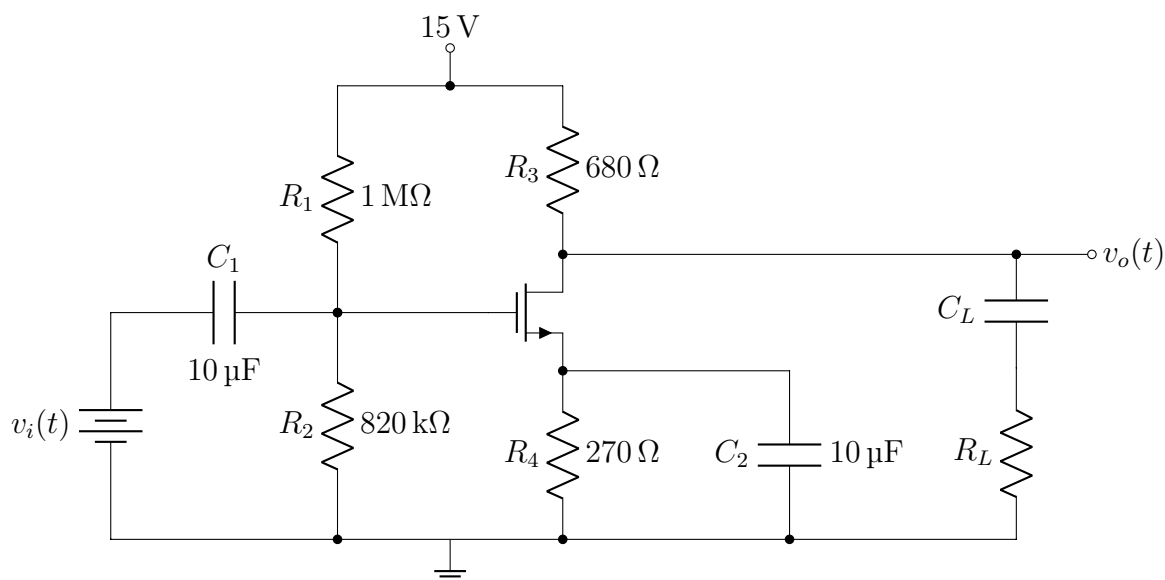 15 V
R3 680 Ω
R1 1 MΩ
C1
10 µF
vi(t)
R2 820 kΩ
R4 270 Ω
C2 10 µF
vo(t)
CL
RL